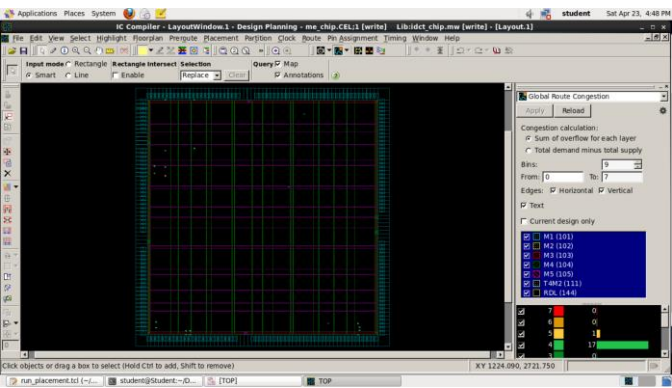 Applications Places System
student Sat Apr 23, 4:48 PM
IC Compiler - LayoutWindow.1 - Design Planning - me_chip.CEL;1 [write] Lib:idct_chip.mw [write] - [Layout.1]
File Edit View Select Highlight Floorplan Preroute Placement Partition Clock Route Pin Assignment Timing Window Help
Input mode Rectangle Rectangle Intersect Selection Query Map
Smart Line Enable Replace Clear Annotations
Global Route Congestion
Apply Reload
Congestion calculation:
Sum of overflow for each layer
Total demand minus total supply
Bins: 9
From: 0 To: 7
Edges: Horizontal Vertical
Text
Current design only
M1 (101)
M2 (102)
M3 (103)
M4 (104)
M5 (105)
T4M2 (111)
RDL (144)
7 0
6 0
5 1
4 17
3 0
Click objects or drag a box to select (Hold Ctrl to add, Shift to remove)
XY 1224.090, 2721.750
run_placement.tcl (~/... student@Student:~/D... [TOP] TOP